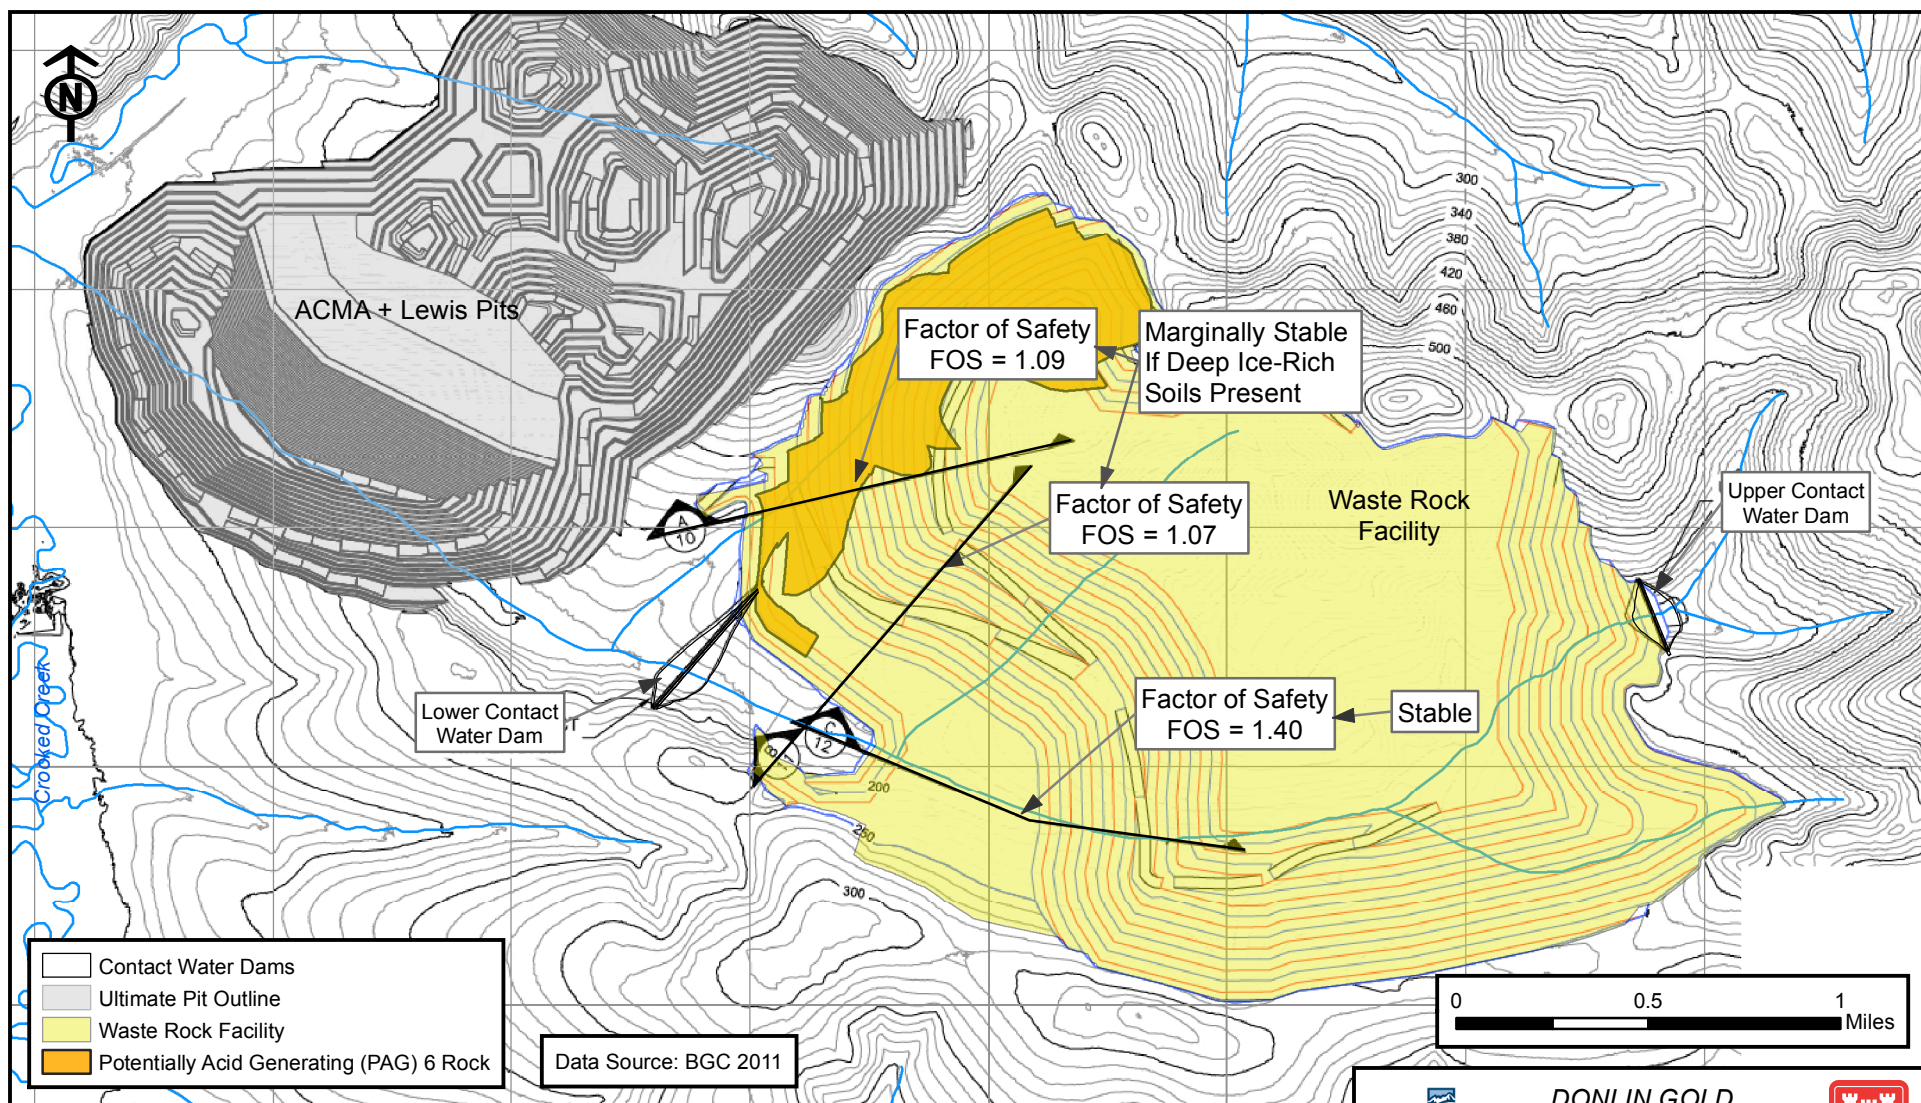 N
ACMA + Lewis Pits
Factor of Safety
FOS = 1.09
Marginally Stable
If Deep Ice-Rich
Soils Present
300
340
380
420
460
500
Factor of Safety
FOS = 1.07
Waste Rock
Facility
Upper Contact
Water Dam
A
10
Crooked Creek
Lower Contact
Water Dam
Factor of Safety
FOS = 1.40
Stable
C
12
B
11
200
250
300
Contact Water Dams
Ultimate Pit Outline
Waste Rock Facility
Potentially Acid Generating (PAG) 6 Rock
Data Source: BGC 2011
0 0.5 1
Miles
DONLIN GOLD